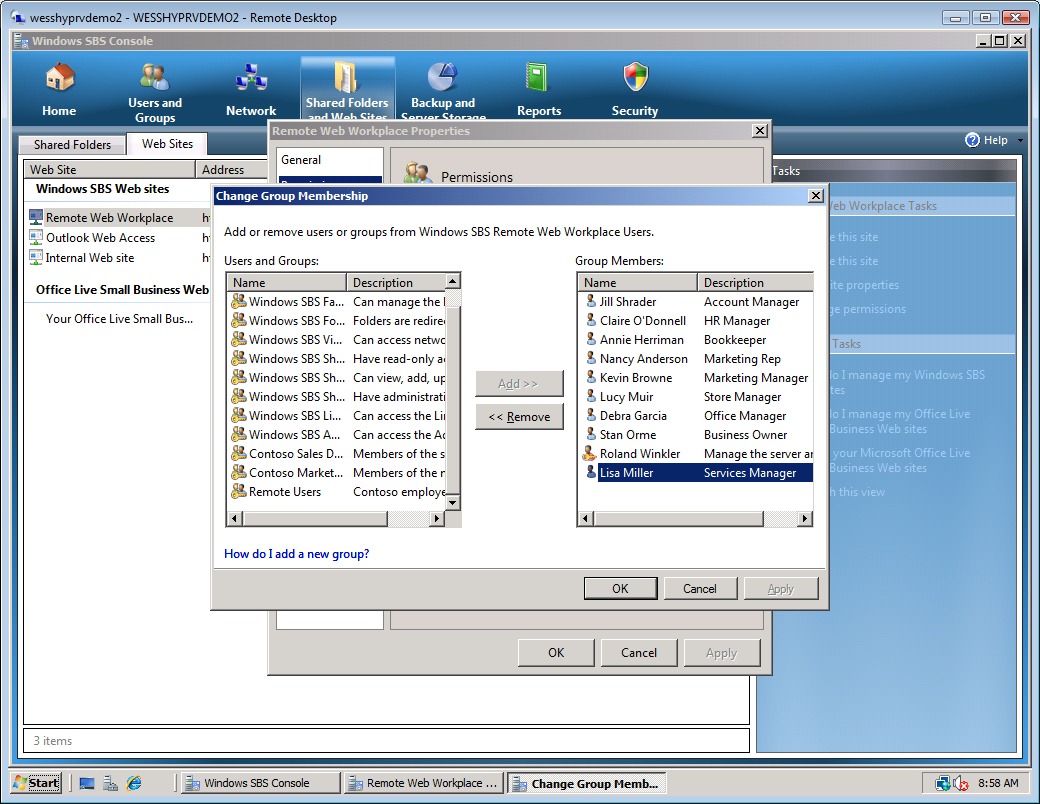 wesshyprvdemo2 - WESSHYPRVDEMO2 - Remote Desktop
Windows SBS Console
Home
Users and Groups
Network
Shared Folders and Web Sites
Backup and Server Storage
Reports
Security
Shared Folders
Web Sites
Help
Web Site
Address
Windows SBS Web sites
Remote Web Workplace
Outlook Web Access
Internal Web site
Office Live Small Business Web
Your Office Live Small Bus...
3 items
Remote Web Workplace Properties
General
Permissions
Change Group Membership
Add or remove users or groups from Windows SBS Remote Web Workplace Users.
Users and Groups:
Name Description
Windows SBS Fa... Can manage the
Windows SBS Fo... Folders are redire
Windows SBS Vi... Can access netwo
Windows SBS Sh... Have read-only a
Windows SBS Sh... Can view, add, up
Windows SBS Sh... Have administrati
Windows SBS Li... Can access the Lin
Windows SBS A... Can access the Ad
Contoso Sales D... Members of the s
Contoso Market... Members of the
Remote Users Contoso employe
Add >>
<< Remove
Group Members:
Name Description
Jill Shrader Account Manager
Claire O'Donnell HR Manager
Annie Herriman Bookkeeper
Nancy Anderson Marketing Rep
Kevin Browne Marketing Manager
Lucy Muir Store Manager
Debra Garcia Office Manager
Stan Orme Business Owner
Roland Winkler Manage the server an
Lisa Miller Services Manager
How do I add a new group?
OK Cancel Apply
OK Cancel Apply
Tasks
Web Workplace Tasks
e this site
e this site
ite properties
ge permissions
Tasks
do I manage my Windows SBS
ites
do I manage my Office Live
Business Web sites
your Microsoft Office Live
Business Web sites
h this view
Start
Windows SBS Console
Remote Web Workplace ...
Change Group Memb...
8:58 AM